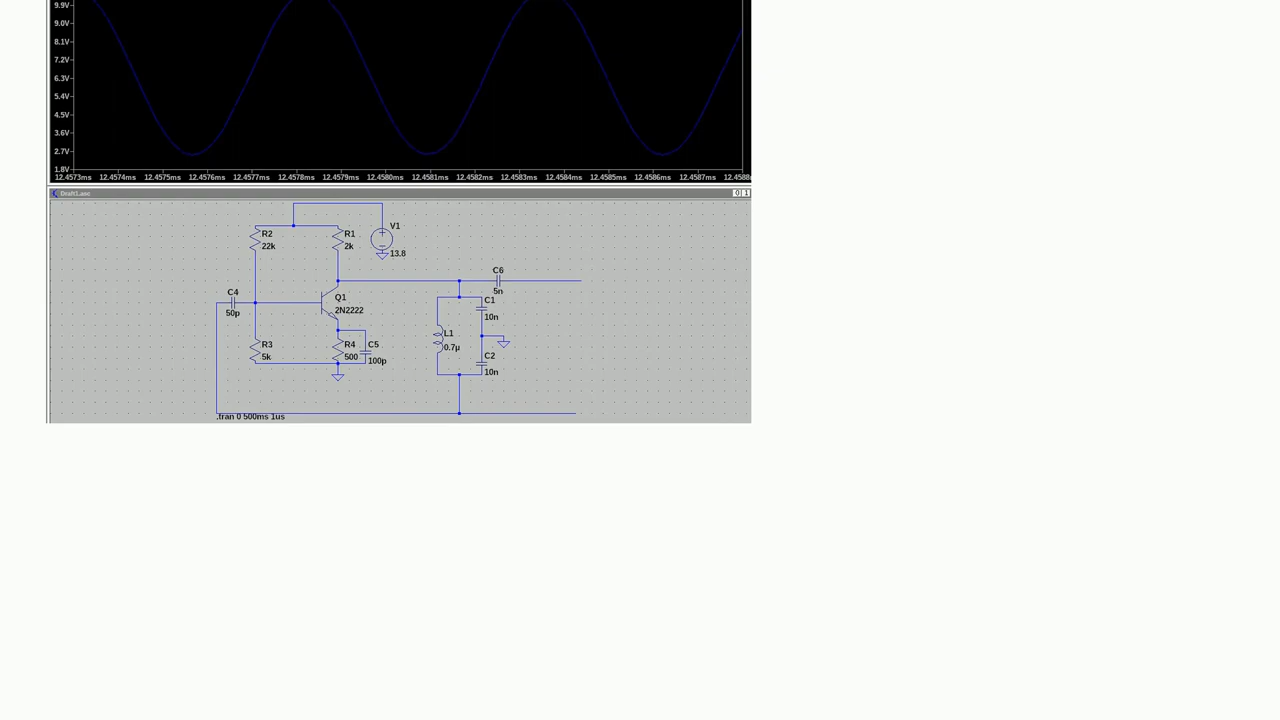 9.9V
9.0V
8.1V
7.2V
6.3V
5.4V
4.5V
3.6V
2.7V
1.8V
12.4573ms 12.4574ms 12.4575ms 12.4576ms 12.4577ms 12.4578ms 12.4579ms 12.4580ms 12.4581ms 12.4582ms 12.4583ms 12.4584ms 12.4585ms 12.4586ms 12.4587ms 12.4588
Draft1.asc
V1
13.8
R2
22k
R1
2k
C6
5n
C4
50p
Q1
2N2222
C1
10n
L1
0.7µ
R3
5k
R4
500
C5
100p
C2
10n
.tran 0 500ms 1us